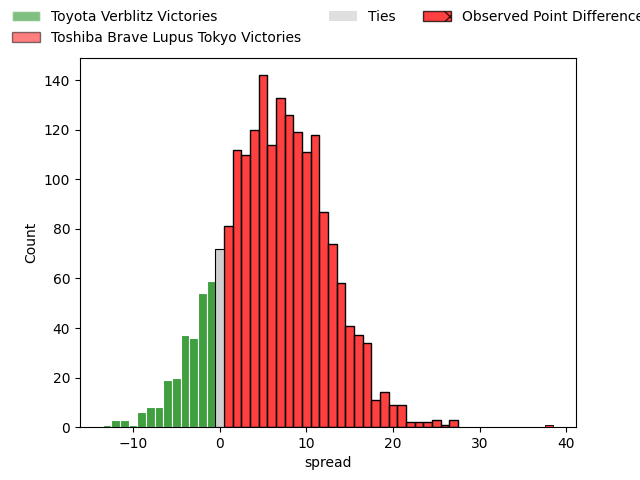 Toyota Verblitz Victories
Toshiba Brave Lupus Tokyo Victories
Ties
Observed Point Difference
140
120
100
80
60
40
20
0
Count
−10
0
10
20
30
40
spread